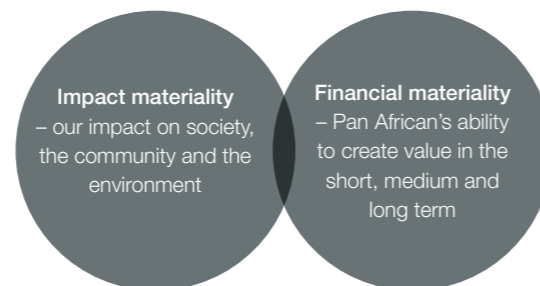 Impact materiality
– our impact on society,
the community and the
environment
Financial materiality
– Pan African’s ability
to create value in the
short, medium and
long term